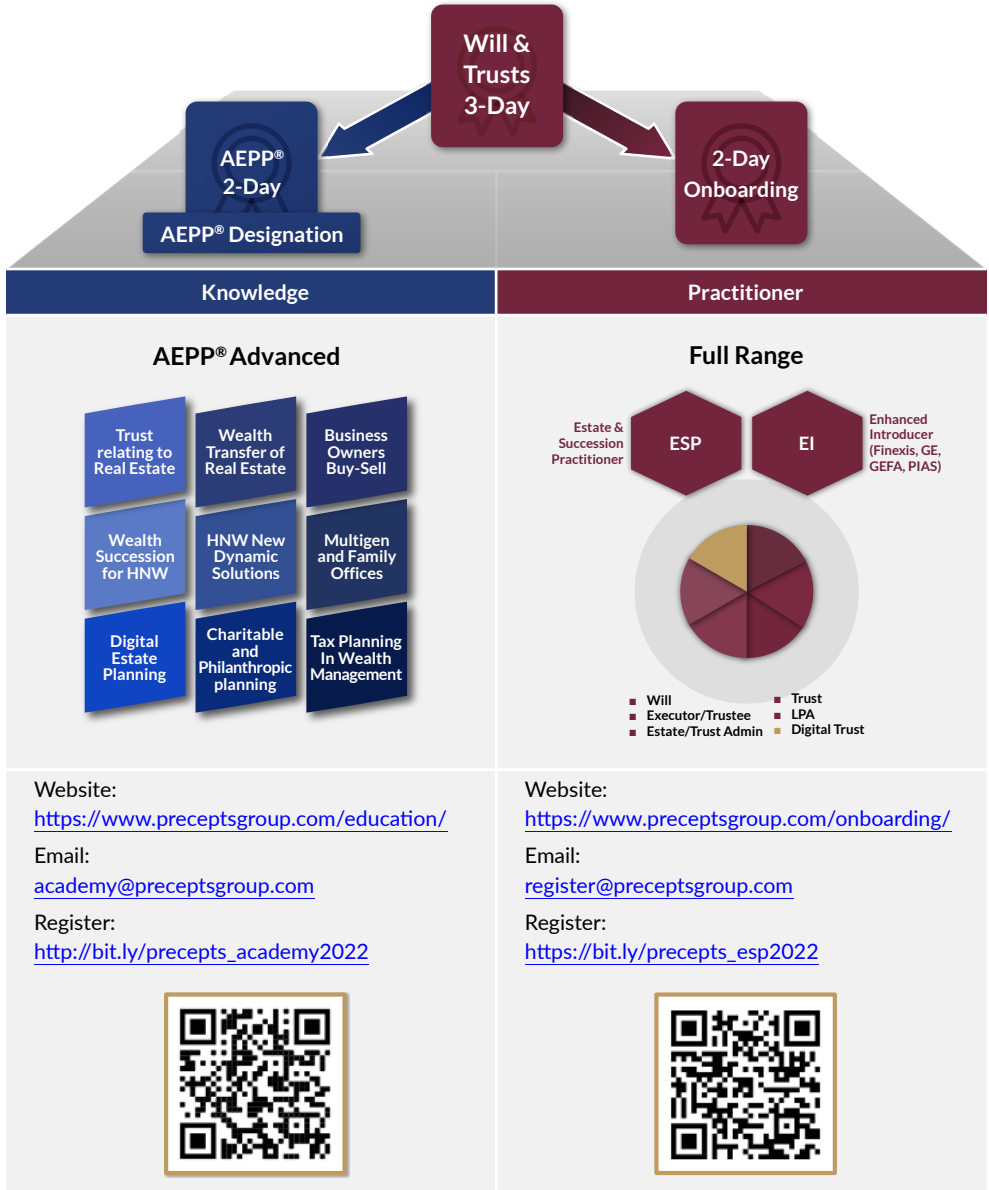 Will &
Trusts
3-Day
AEPP®
2-Day
AEPP® Designation
2-Day
Onboarding
Knowledge
Practitioner
AEPP® Advanced
Trust
relating to
Real Estate
Wealth
Transfer of
Real Estate
Business
Owners
Buy-Sell
Wealth
Succession
for HNW
HNW New
Dynamic
Solutions
Multigen
and Family
Offices
Digital
Estate
Planning
Charitable
and
Philanthropic
planning
Tax Planning
In Wealth
Management
Full Range
Estate &
Succession
Practitioner
ESP
EI
Enhanced
Introducer
(Finexis, GE,
GEFA, PIAS)
Will
Executor/Trustee
Estate/Trust Admin
Trust
LPA
Digital Trust
Website:
https://www.preceptsgroup.com/education/
Email:
academy@preceptsgroup.com
Register:
http://bit.ly/precepts_academy2022
Website:
https://www.preceptsgroup.com/onboarding/
Email:
register@preceptsgroup.com
Register:
https://bit.ly/precepts_esp2022